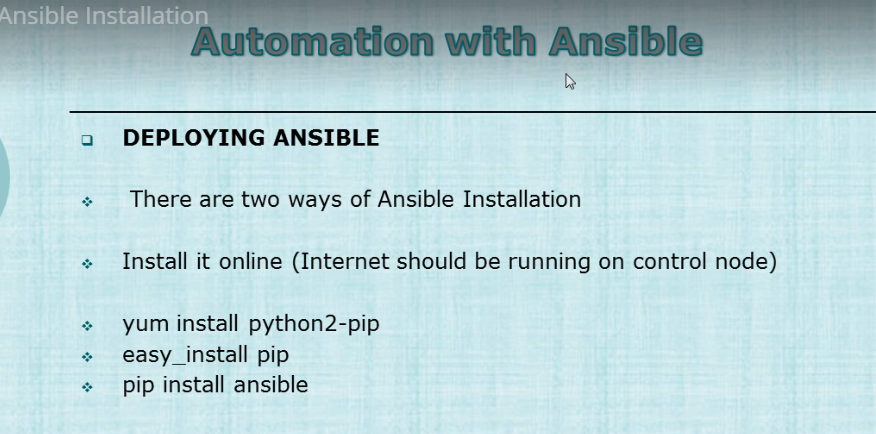 Ansible Installation
Automation with Ansible
DEPLOYING ANSIBLE
There are two ways of Ansible Installation
Install it online (Internet should be running on control node)
yum install python2-pip
easy_install pip
pip install ansible